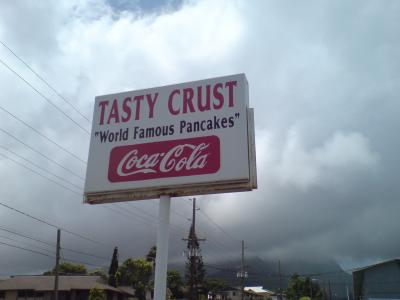 TASTY CRUST
"World Famous Pancakes"
Coca-Cola